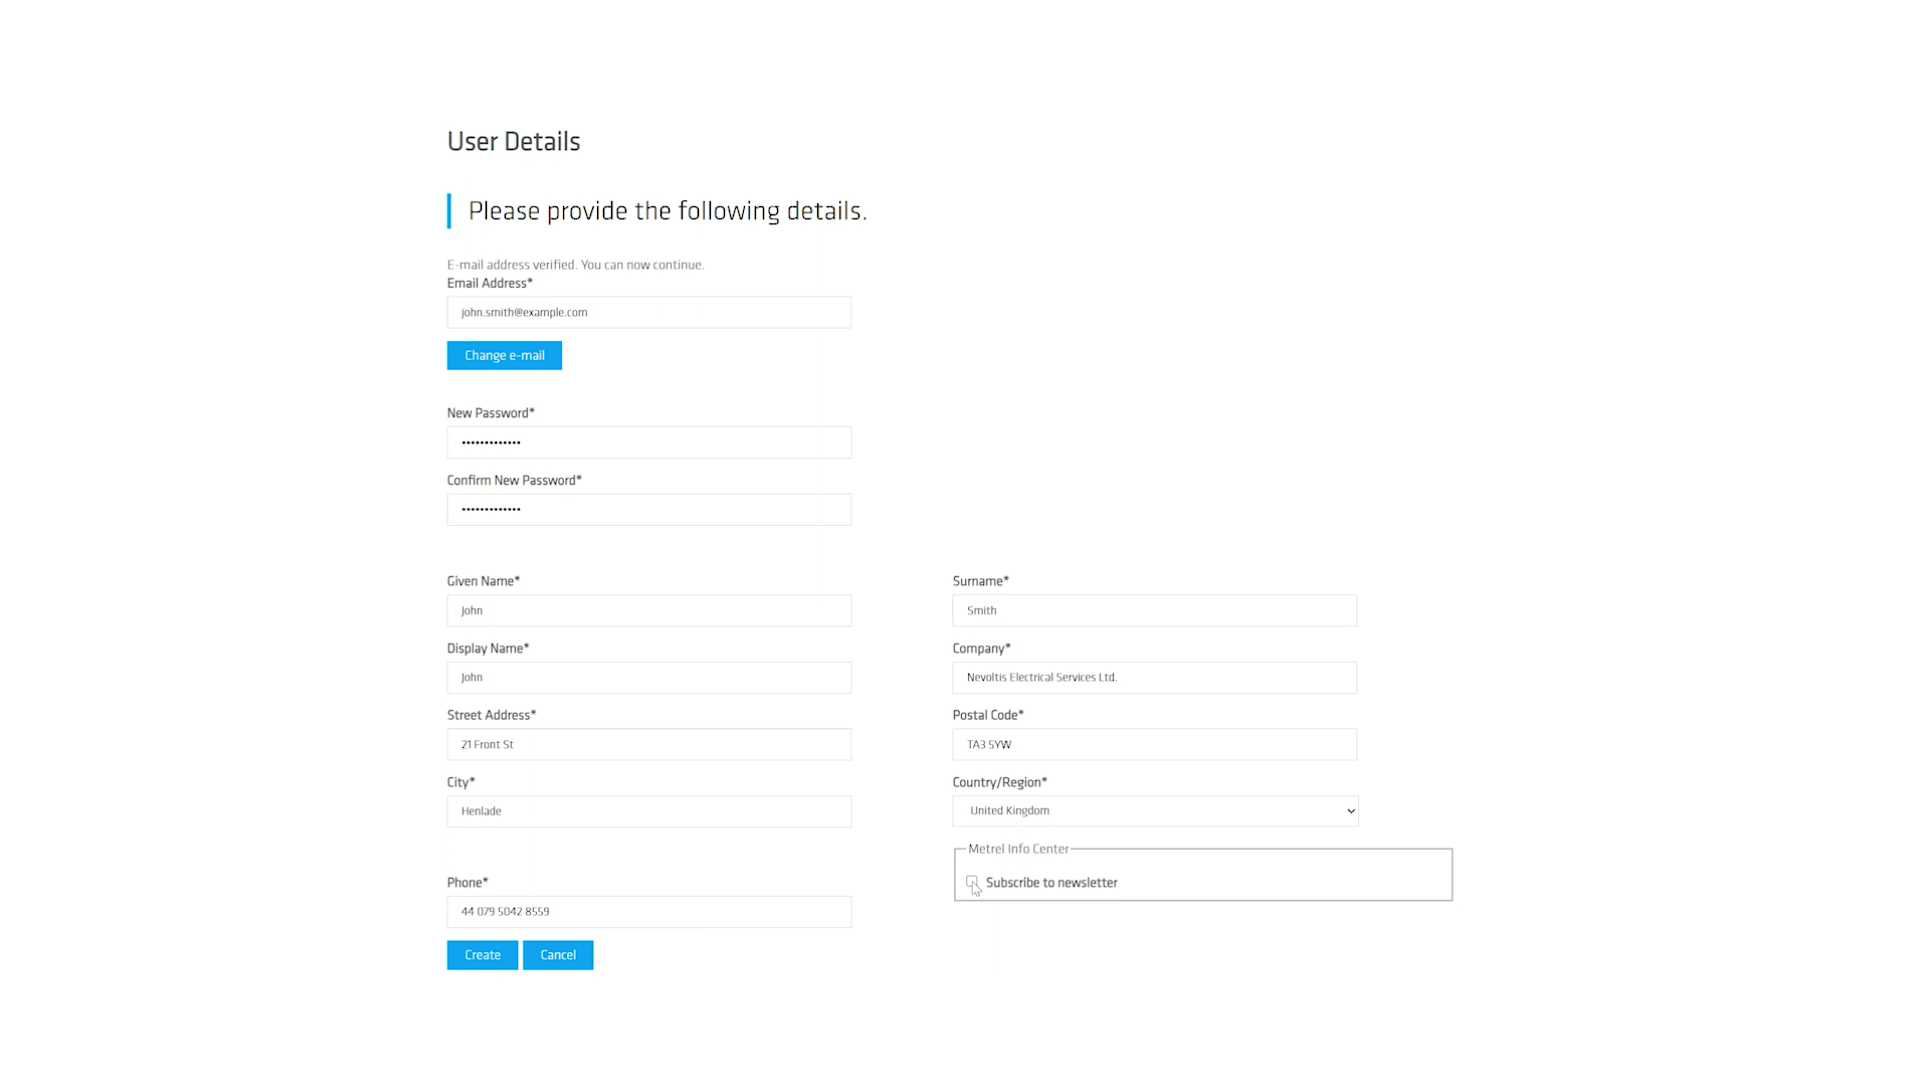 User Details
Please provide the following details.
E-mail address verified. You can now continue.
Email Address*
john.smith@example.com
Change e-mail
New Password*
•••••••••••••
Confirm New Password*
•••••••••••••
Given Name*
John
Surname*
Smith
Display Name*
John
Company*
Nevoltis Electrical Services Ltd.
Street Address*
21 Front St
Postal Code*
TA3 5YW
City*
Henlade
Country/Region*
United Kingdom
Metrel Info Center
Subscribe to newsletter
Phone*
44 079 5042 8559
Create Cancel